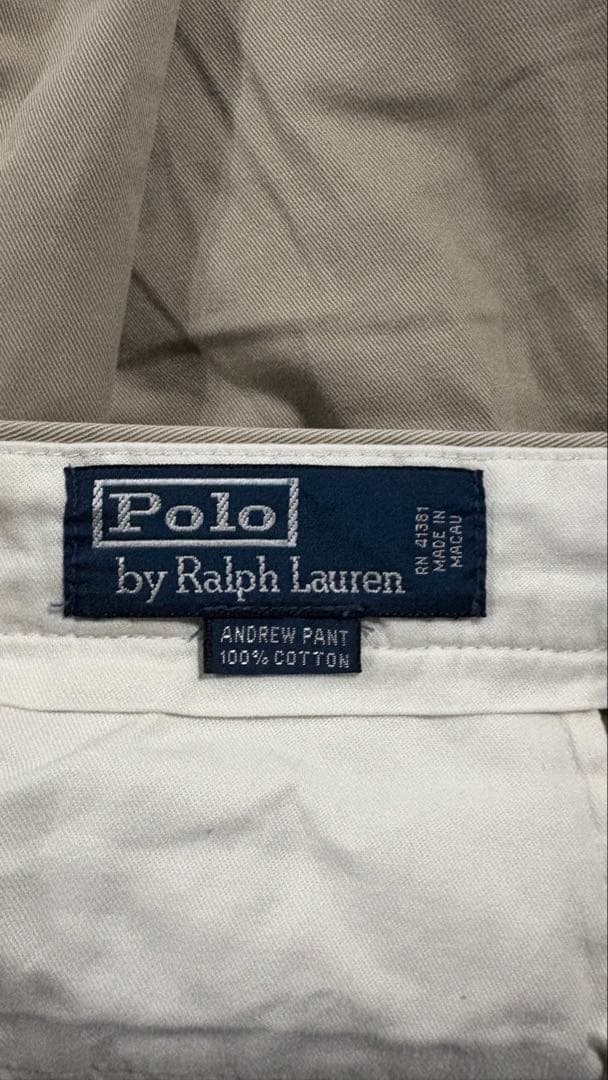 Polo
by Ralph Lauren
RN 41381
MADE IN
MACAU
ANDREW PANT
100% COTTON